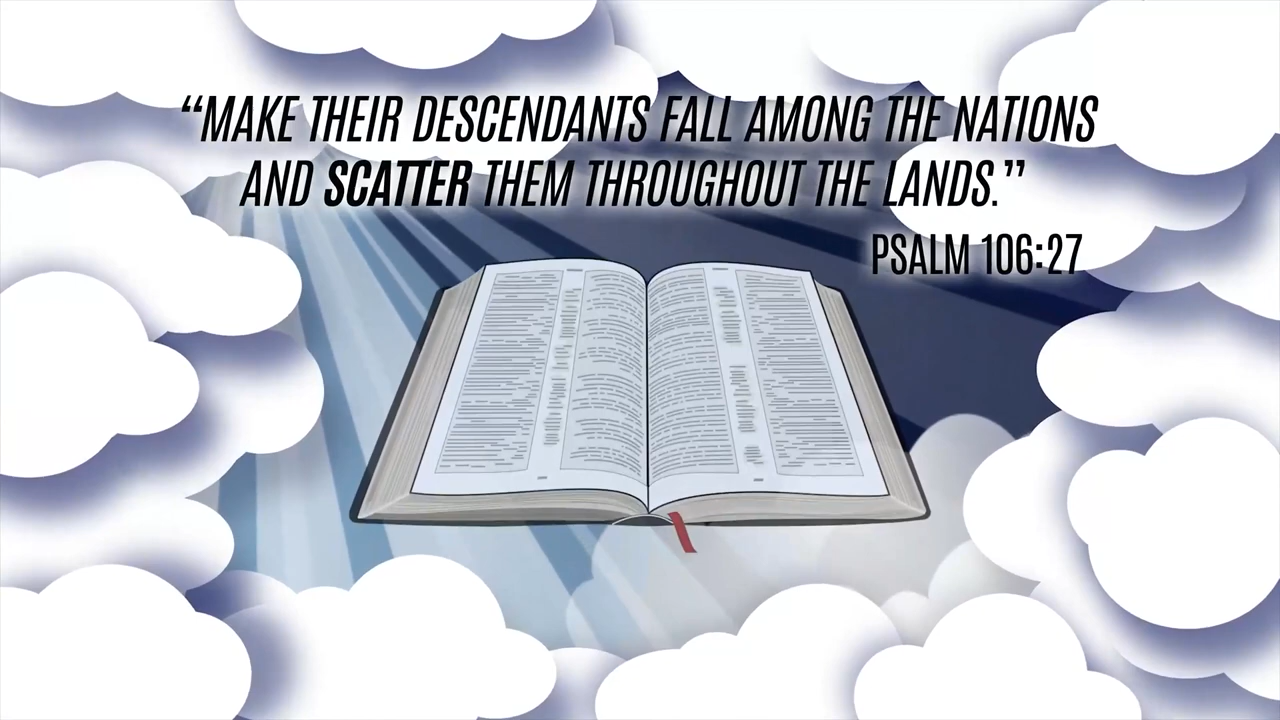 “MAKE THEIR DESCENDANTS FALL AMONG THE NATIONS
AND SCATTER THEM THROUGHOUT THE LANDS.”
PSALM 106:27